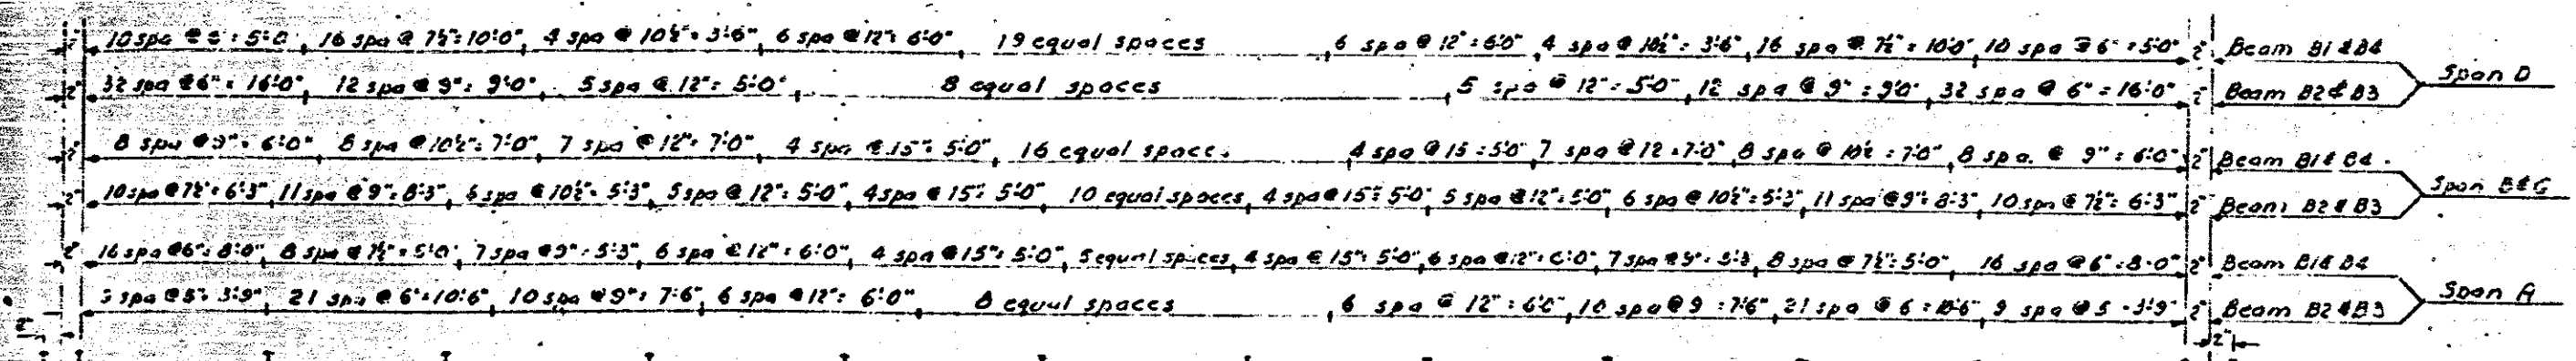 2" 10 spa @ 6" = 5'-0" 16 spa @ 7½" = 10'-0" 4 spa @ 10½" = 3'-6" 6 spa @ 12" = 6'-0" 19 equal spaces 6 spa @ 12" = 6'-0" 4 spa @ 10½" = 3'-6" 16 spa @ 7½" = 10'-0" 10 spa @ 6" = 5'-0" 2" Beam B1 & B4
Span D
2" 32 spa @ 6" = 16'-0" 12 spa @ 9" = 9'-0" 5 spa @ 12" = 5'-0" 8 equal spaces 5 spa @ 12" = 5'-0" 12 spa @ 9" = 9'-0" 32 spa @ 6" = 16'-0" 2" Beam B2 & B3
2" 8 spa @ 9" = 6'-0" 8 spa @ 10½" = 7'-0" 7 spa @ 12" = 7'-0" 4 spa @ 15" = 5'-0" 16 equal spaces 4 spa @ 15 = 5'-0" 7 spa @ 12 = 7'-0" 8 spa @ 10½ = 7'-0" 8 spa. @ 9" = 6'-0" 2" Beam B1 & B4
Span B & C
2" 10 spa @ 7½" = 6'-3" 11 spa @ 9" = 8'-3" 6 spa @ 10½" = 5'-3" 5 spa @ 12" = 5'-0" 4 spa @ 15" = 5'-0" 10 equal spaces 4 spa @ 15" = 5'-0" 5 spa @ 12" = 5'-0" 6 spa @ 10½" = 5'-3" 11 spa @ 9" = 8'-3" 10 spa @ 7½" = 6'-3" 2" Beam B2 & B3
2" 16 spa @ 6" = 8'-0" 8 spa @ 7½" = 5'-0" 7 spa @ 9" = 5'-3" 6 spa @ 12" = 6'-0" 4 spa @ 15" = 5'-0" 5 equal spaces 4 spa @ 15" = 5'-0" 6 spa @ 12" = 6'-0" 7 spa @ 9" = 5'-3 8 spa @ 7½" = 5'-0" 16 spa @ 6" = 8'-0" 2" Beam B1 & B4
Span A
9 spa @ 5" = 3'-9" 21 spa @ 6" = 10'-6" 10 spa @ 9" = 7'-6" 6 spa @ 12" = 6'-0" 8 equal spaces 6 spa @ 12" = 6'-0" 10 spa @ 9 = 7'-6" 21 spa @ 6 = 10'-6" 9 spa @ 5 = 3'-9" 2" Beam B2 & B3
2" 2"